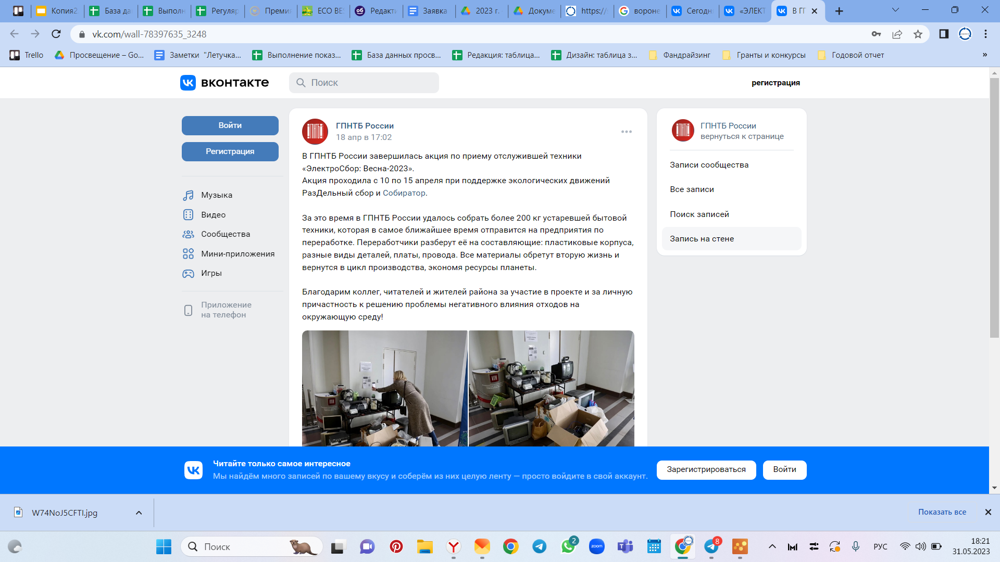 Копия2
База да
Выполн
Регуляр
Преми
ECO BE
Редакти
Заявка
2023 г.
Докуме
https://
вороне
Сегодн
«ЭЛЕКТ
В ГП
vk.com/wall-78397635_3248
Trello
Просвещение – Go...
Заметки "Летучка...
Выполнение показ...
База данных просв...
Редакция: таблица...
Дизайн: таблица з...
Фандрайзинг
Гранты и конкурсы
Годовой отчет
»
вконтакте
Поиск
регистрация
Войти
Регистрация
Музыка
Видео
Сообщества
Мини-приложения
Игры
Приложение
на телефон
ГПНТБ России
18 апр в 17:02
В ГПНТБ России завершилась акция по приему отслужившей техники
«ЭлектроСбор: Весна-2023».
Акция проходила с 10 по 15 апреля при поддержке экологических движений
РазДельный сбор и Собиратор.
За это время в ГПНТБ России удалось собрать более 200 кг устаревшей бытовой
техники, которая в самое ближайшее время отправится на предприятия по
переработке. Переработчики разберут её на составляющие: пластиковые корпуса,
разные виды деталей, платы, провода. Все материалы обретут вторую жизнь и
вернутся в цикл производства, экономя ресурсы планеты.
Благодарим коллег, читателей и жителей района за участие в проекте и за личную
причастность к решению проблемы негативного влияния отходов на
окружающую среду!
ГПНТБ России
вернуться к странице
Записи сообщества
Все записи
Поиск записей
Запись на стене
Читайте только самое интересное
Мы найдём много записей по вашему вкусу и соберём из них целую ленту — просто войдите в свой аккаунт.
Зарегистрироваться
Войти
W74NoJ5CFTI.jpg
Показать все
Поиск
2
zoom
8
РУС
18:21
31.05.2023